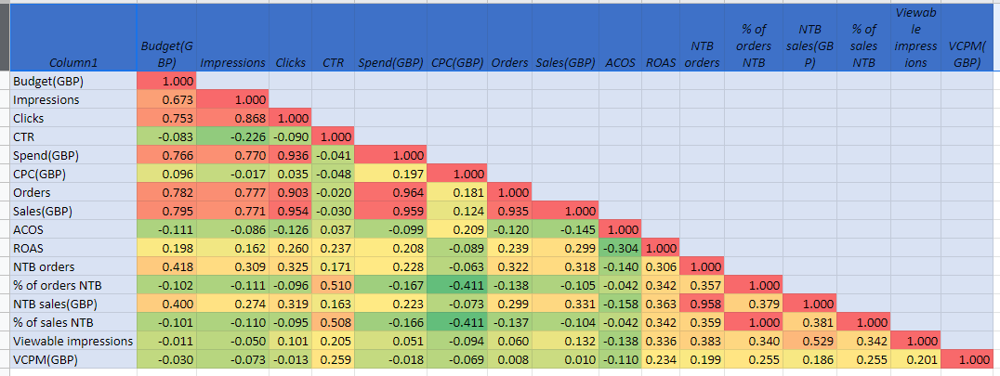 Column1 Budget(GBP) Impressions Clicks CTR Spend(GBP) CPC(GBP) Orders Sales(GBP) ACOS ROAS NTB orders % of orders NTB NTB sales(GBP) % of sales NTB Viewable impressions VCPM(GBP)
Budget(GBP) 1.000
Impressions 0.673 1.000
Clicks 0.753 0.868 1.000
CTR -0.083 -0.226 -0.090 1.000
Spend(GBP) 0.766 0.770 0.936 -0.041 1.000
CPC(GBP) 0.096 -0.017 0.035 -0.048 0.197 1.000
Orders 0.782 0.777 0.903 -0.020 0.964 0.181 1.000
Sales(GBP) 0.795 0.771 0.954 -0.030 0.959 0.124 0.935 1.000
ACOS -0.111 -0.086 -0.126 0.037 -0.099 0.209 -0.120 -0.145 1.000
ROAS 0.198 0.162 0.260 0.237 0.208 -0.089 0.239 0.299 -0.304 1.000
NTB orders 0.418 0.309 0.325 0.171 0.228 -0.063 0.322 0.318 -0.140 0.306 1.000
% of orders NTB -0.102 -0.111 -0.096 0.510 -0.167 -0.411 -0.138 -0.105 -0.042 0.342 0.357 1.000
NTB sales(GBP) 0.400 0.274 0.319 0.163 0.223 -0.073 0.299 0.331 -0.158 0.363 0.958 0.379 1.000
% of sales NTB -0.101 -0.110 -0.095 0.508 -0.166 -0.411 -0.137 -0.104 -0.042 0.342 0.359 1.000 0.381 1.000
Viewable impressions -0.011 -0.050 0.101 0.205 0.051 -0.094 0.060 0.132 -0.138 0.336 0.383 0.340 0.529 0.342 1.000
VCPM(GBP) -0.030 -0.073 -0.013 0.259 -0.018 -0.069 0.008 0.010 -0.110 0.234 0.199 0.255 0.186 0.255 0.201 1.000